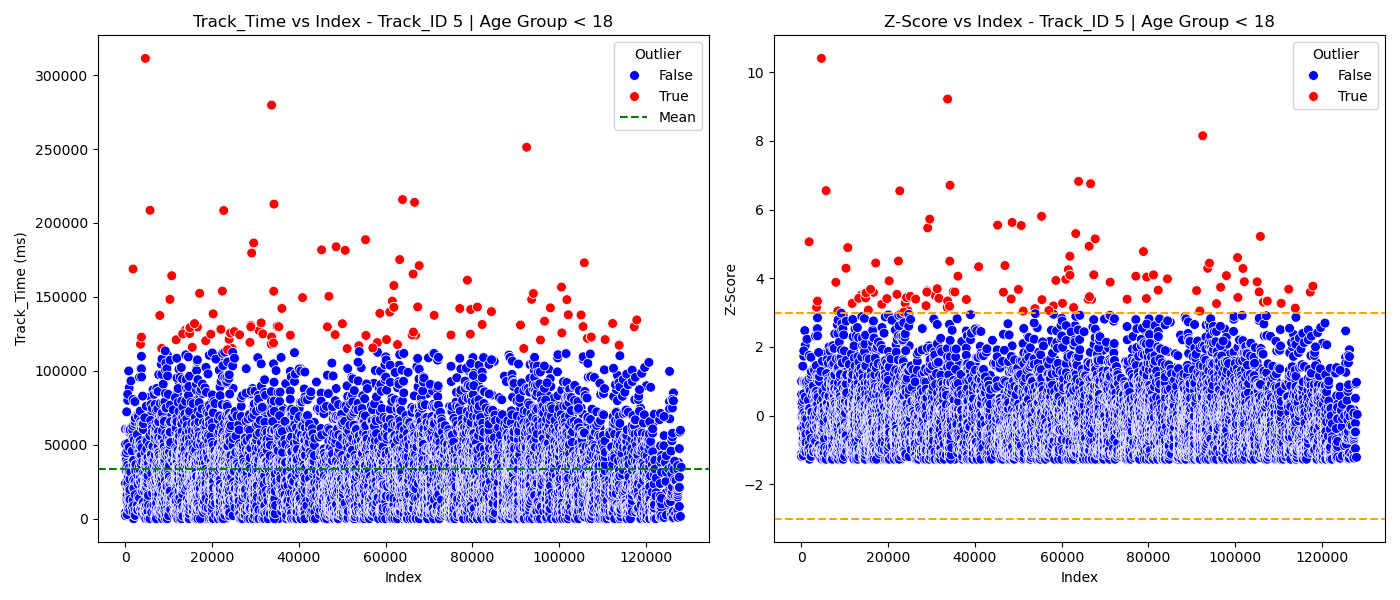 Track_Time vs Index - Track_ID 5 | Age Group < 18
Outlier
False
True
Mean
300000
250000
200000
150000
100000
50000
0
Track_Time (ms)
0
20000
40000
60000
80000
100000
120000
Index
Z-Score vs Index - Track_ID 5 | Age Group < 18
Outlier
False
True
10
8
6
4
2
0
−2
Z-Score
0
20000
40000
60000
80000
100000
120000
Index